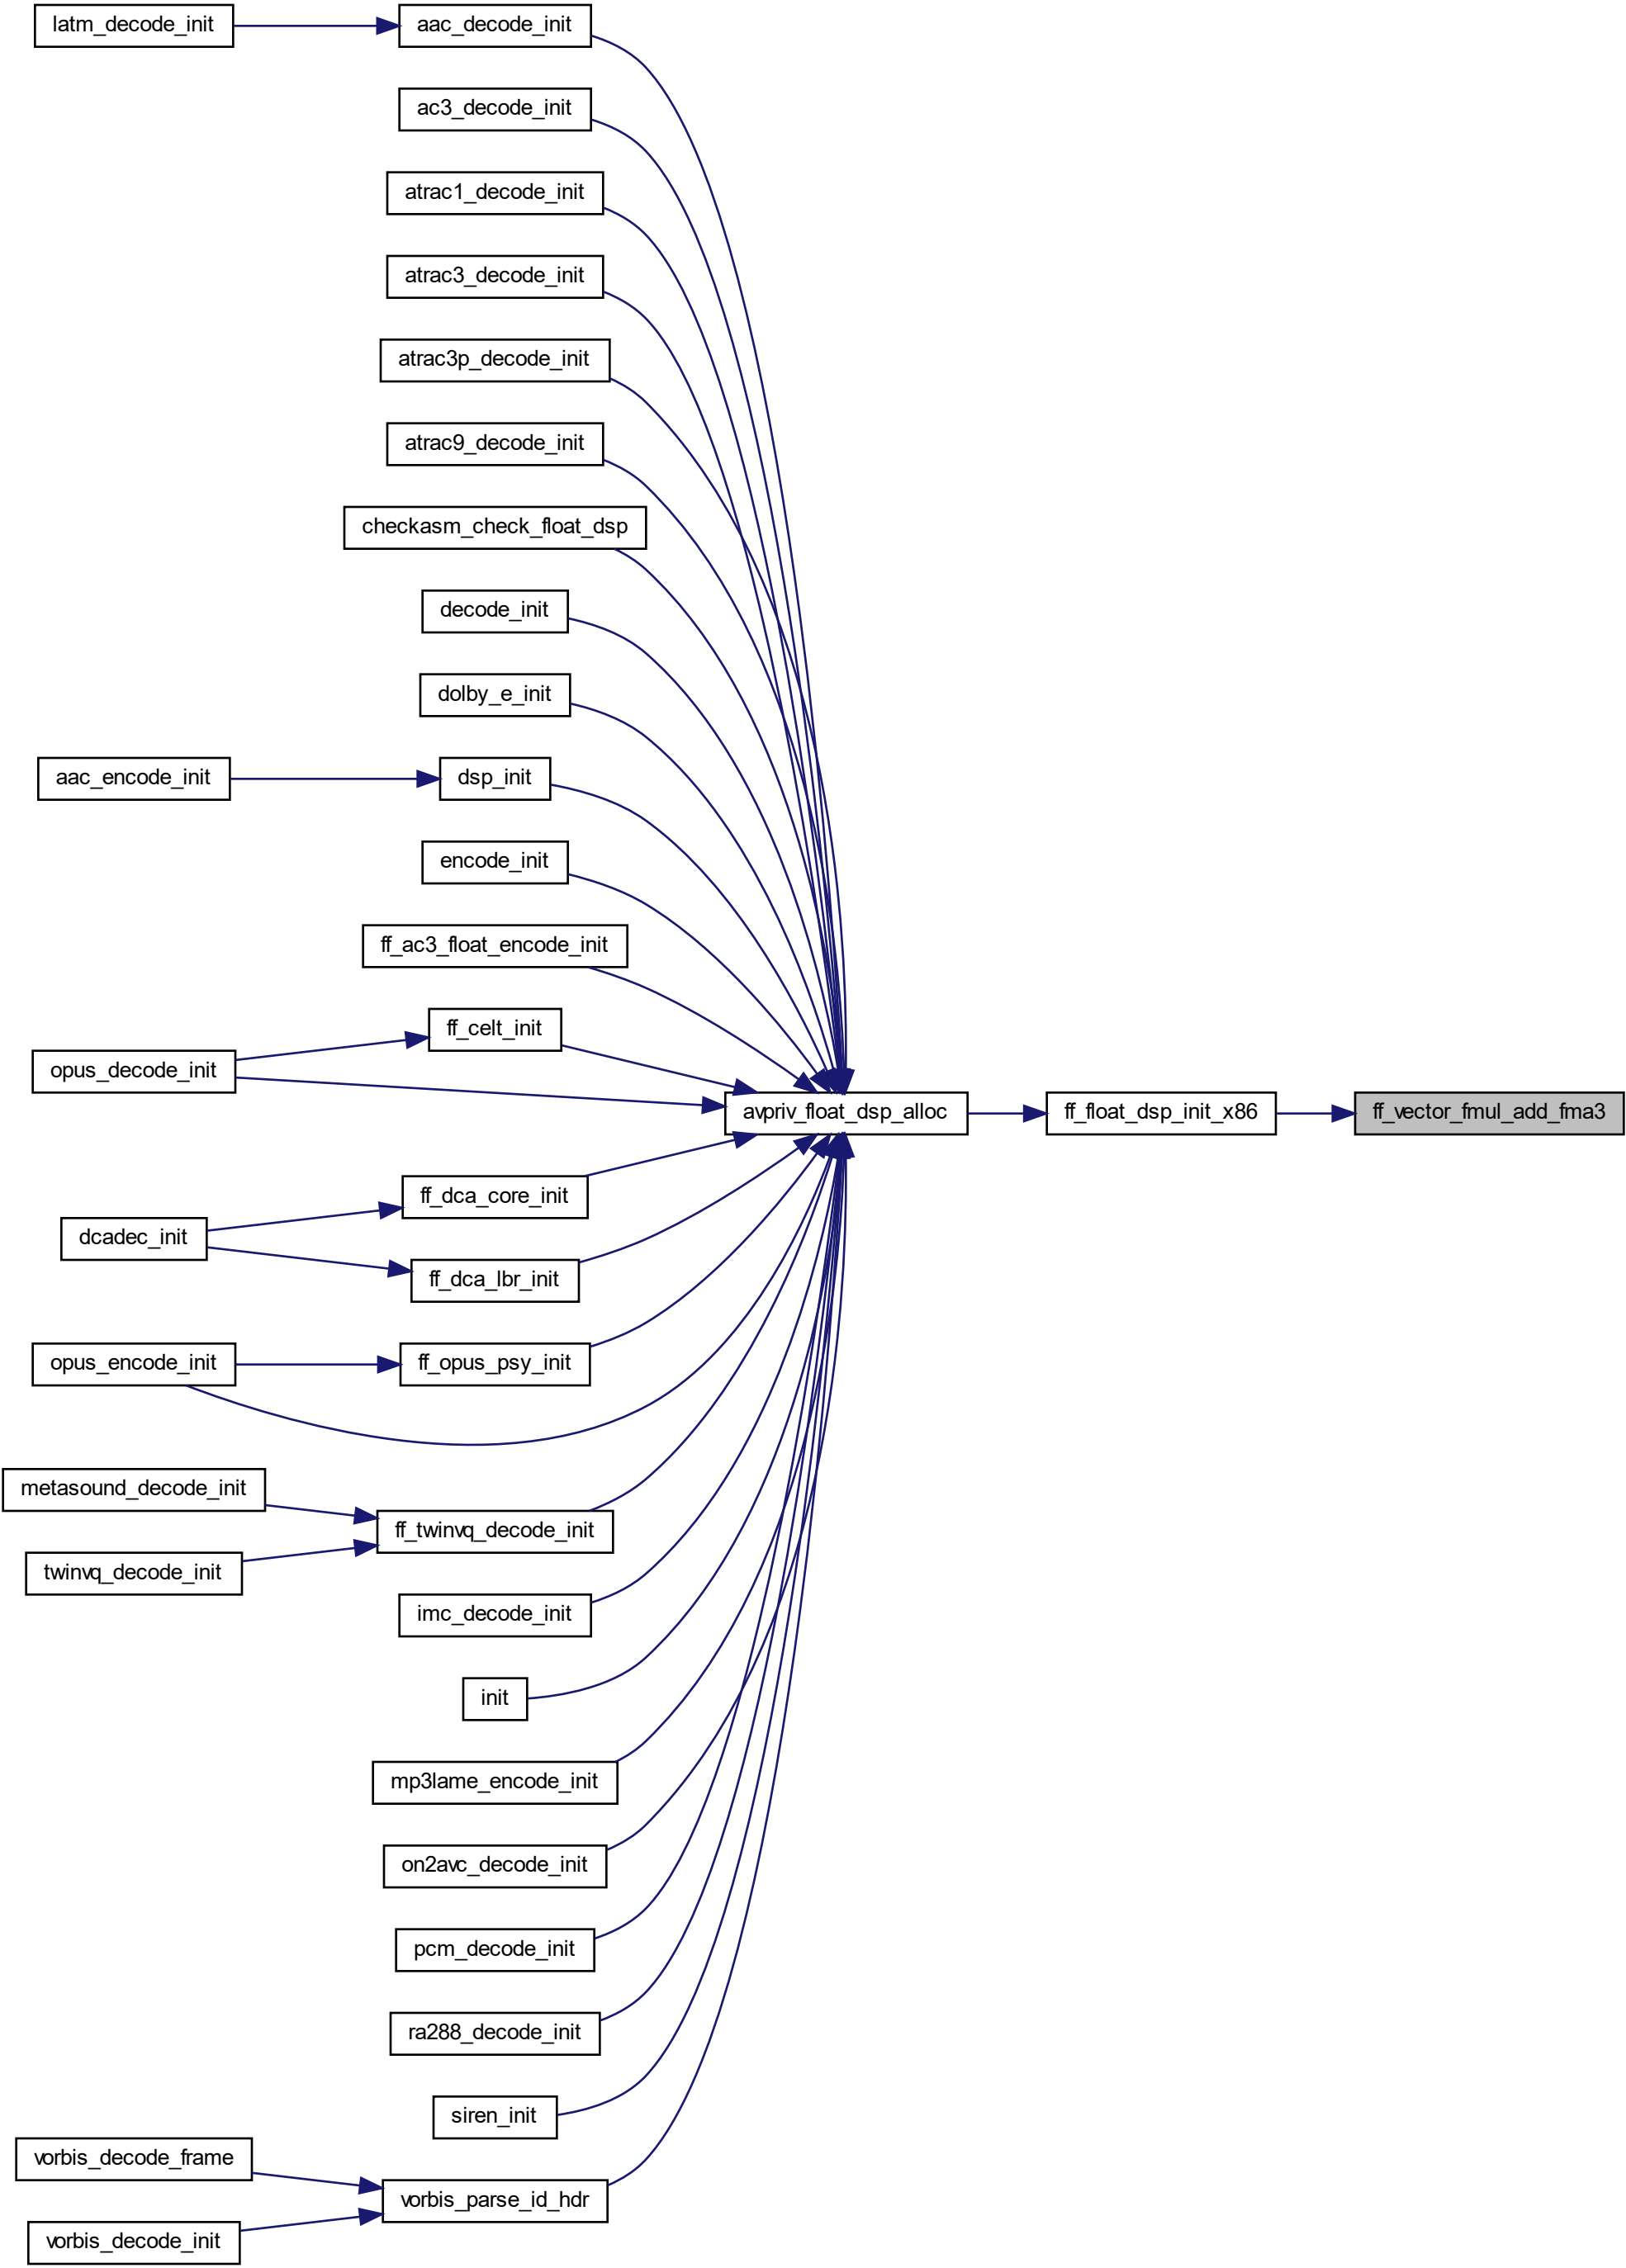 latm_decode_init
aac_decode_init
ac3_decode_init
atrac1_decode_init
atrac3_decode_init
atrac3p_decode_init
atrac9_decode_init
checkasm_check_float_dsp
decode_init
dolby_e_init
aac_encode_init
dsp_init
encode_init
ff_ac3_float_encode_init
ff_celt_init
opus_decode_init
avpriv_float_dsp_alloc
ff_float_dsp_init_x86
ff_vector_fmul_add_fma3
ff_dca_core_init
dcadec_init
ff_dca_lbr_init
opus_encode_init
ff_opus_psy_init
metasound_decode_init
ff_twinvq_decode_init
twinvq_decode_init
imc_decode_init
init
mp3lame_encode_init
on2avc_decode_init
pcm_decode_init
ra288_decode_init
siren_init
vorbis_decode_frame
vorbis_parse_id_hdr
vorbis_decode_init